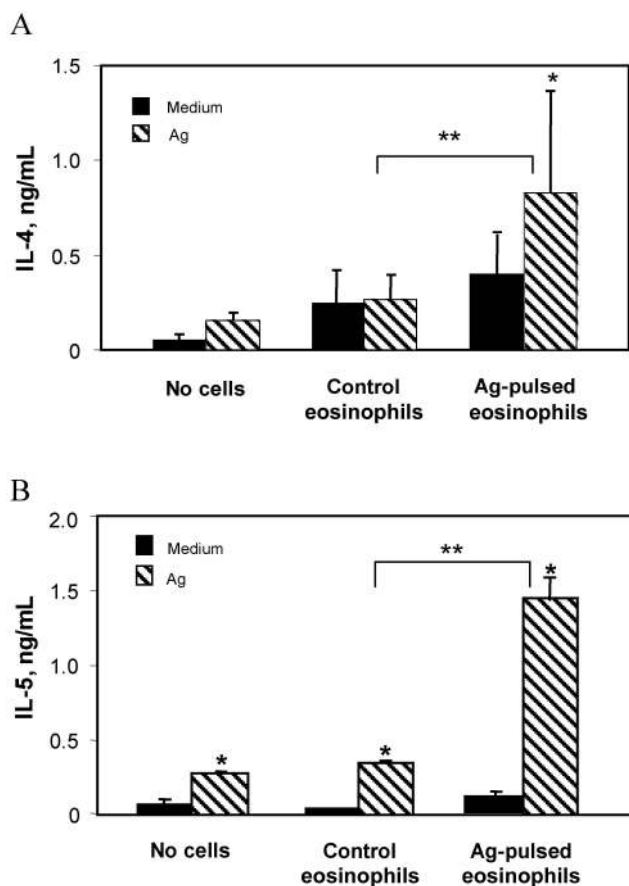 A
1.5
1.0
0.5
0
IL-4, ng/mL
Medium
Ag
**
*
No cells
Control
eosinophils
Ag-pulsed
eosinophils
B
2.0
1.5
1.0
0.5
0
IL-5, ng/mL
Medium
Ag
**
*
*
*
No cells
Control
eosinophils
Ag-pulsed
eosinophils